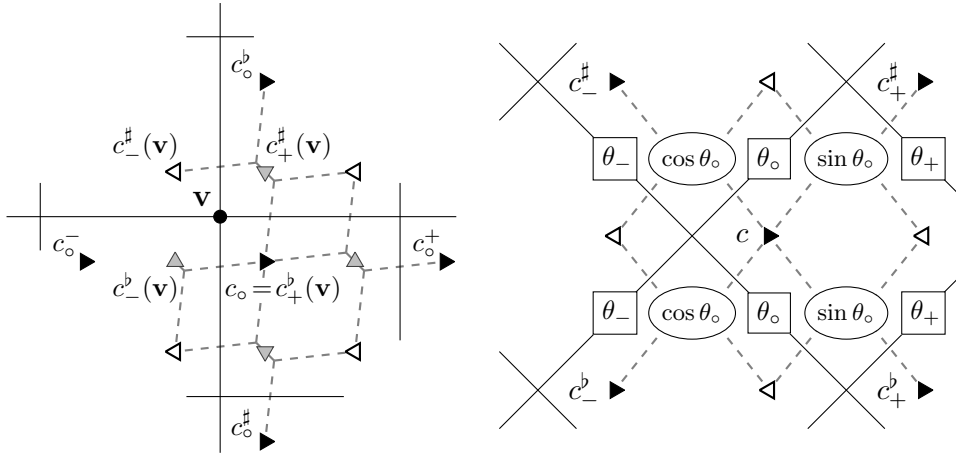 c∘♭
c₋♯(v) c₊♯(v)
v
c∘⁻ c∘⁺
c₋♭(v) c∘=c₊♭(v)
c∘♯
c₋♯ c₊♯
θ₋ cos θ∘ θ∘ sin θ∘ θ₊
c
θ₋ cos θ∘ θ∘ sin θ∘ θ₊
c₋♭ c₊♭